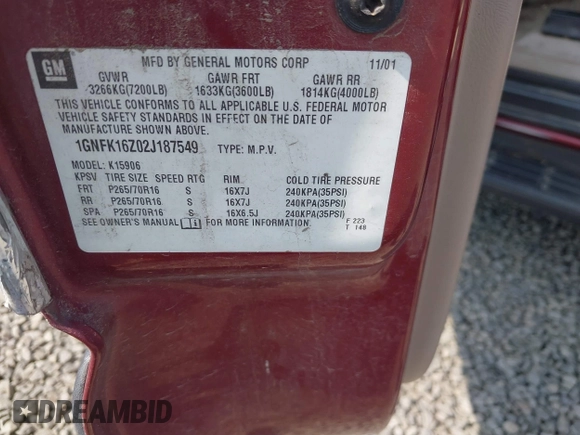 GM
MFD BY GENERAL MOTORS CORP 11/01
GVWR GAWR FRT GAWR RR
3266KG(7200LB) 1633KG(3600LB) 1814KG(4000LB)
THIS VEHICLE CONFORMS TO ALL APPLICABLE U.S. FEDERAL MOTOR
VEHICLE SAFETY STANDARDS IN EFFECT ON THE DATE OF
MANUFACTURE SHOWN ABOVE.
1GNFK16Z02J187549 TYPE: M.P.V.
MODEL: K15906
KPSV TIRE SIZE SPEED RTG RIM COLD TIRE PRESSURE
FRT P265/70R16 S 16X7J 240KPA(35PSI)
RR P265/70R16 S 16X7J 240KPA(35PSI)
SPA P265/70R16 S 16X6.5J 240KPA(35PSI)
SEE OWNER'S MANUAL FOR MORE INFORMATION.
F 223
T 148
DREAMBID